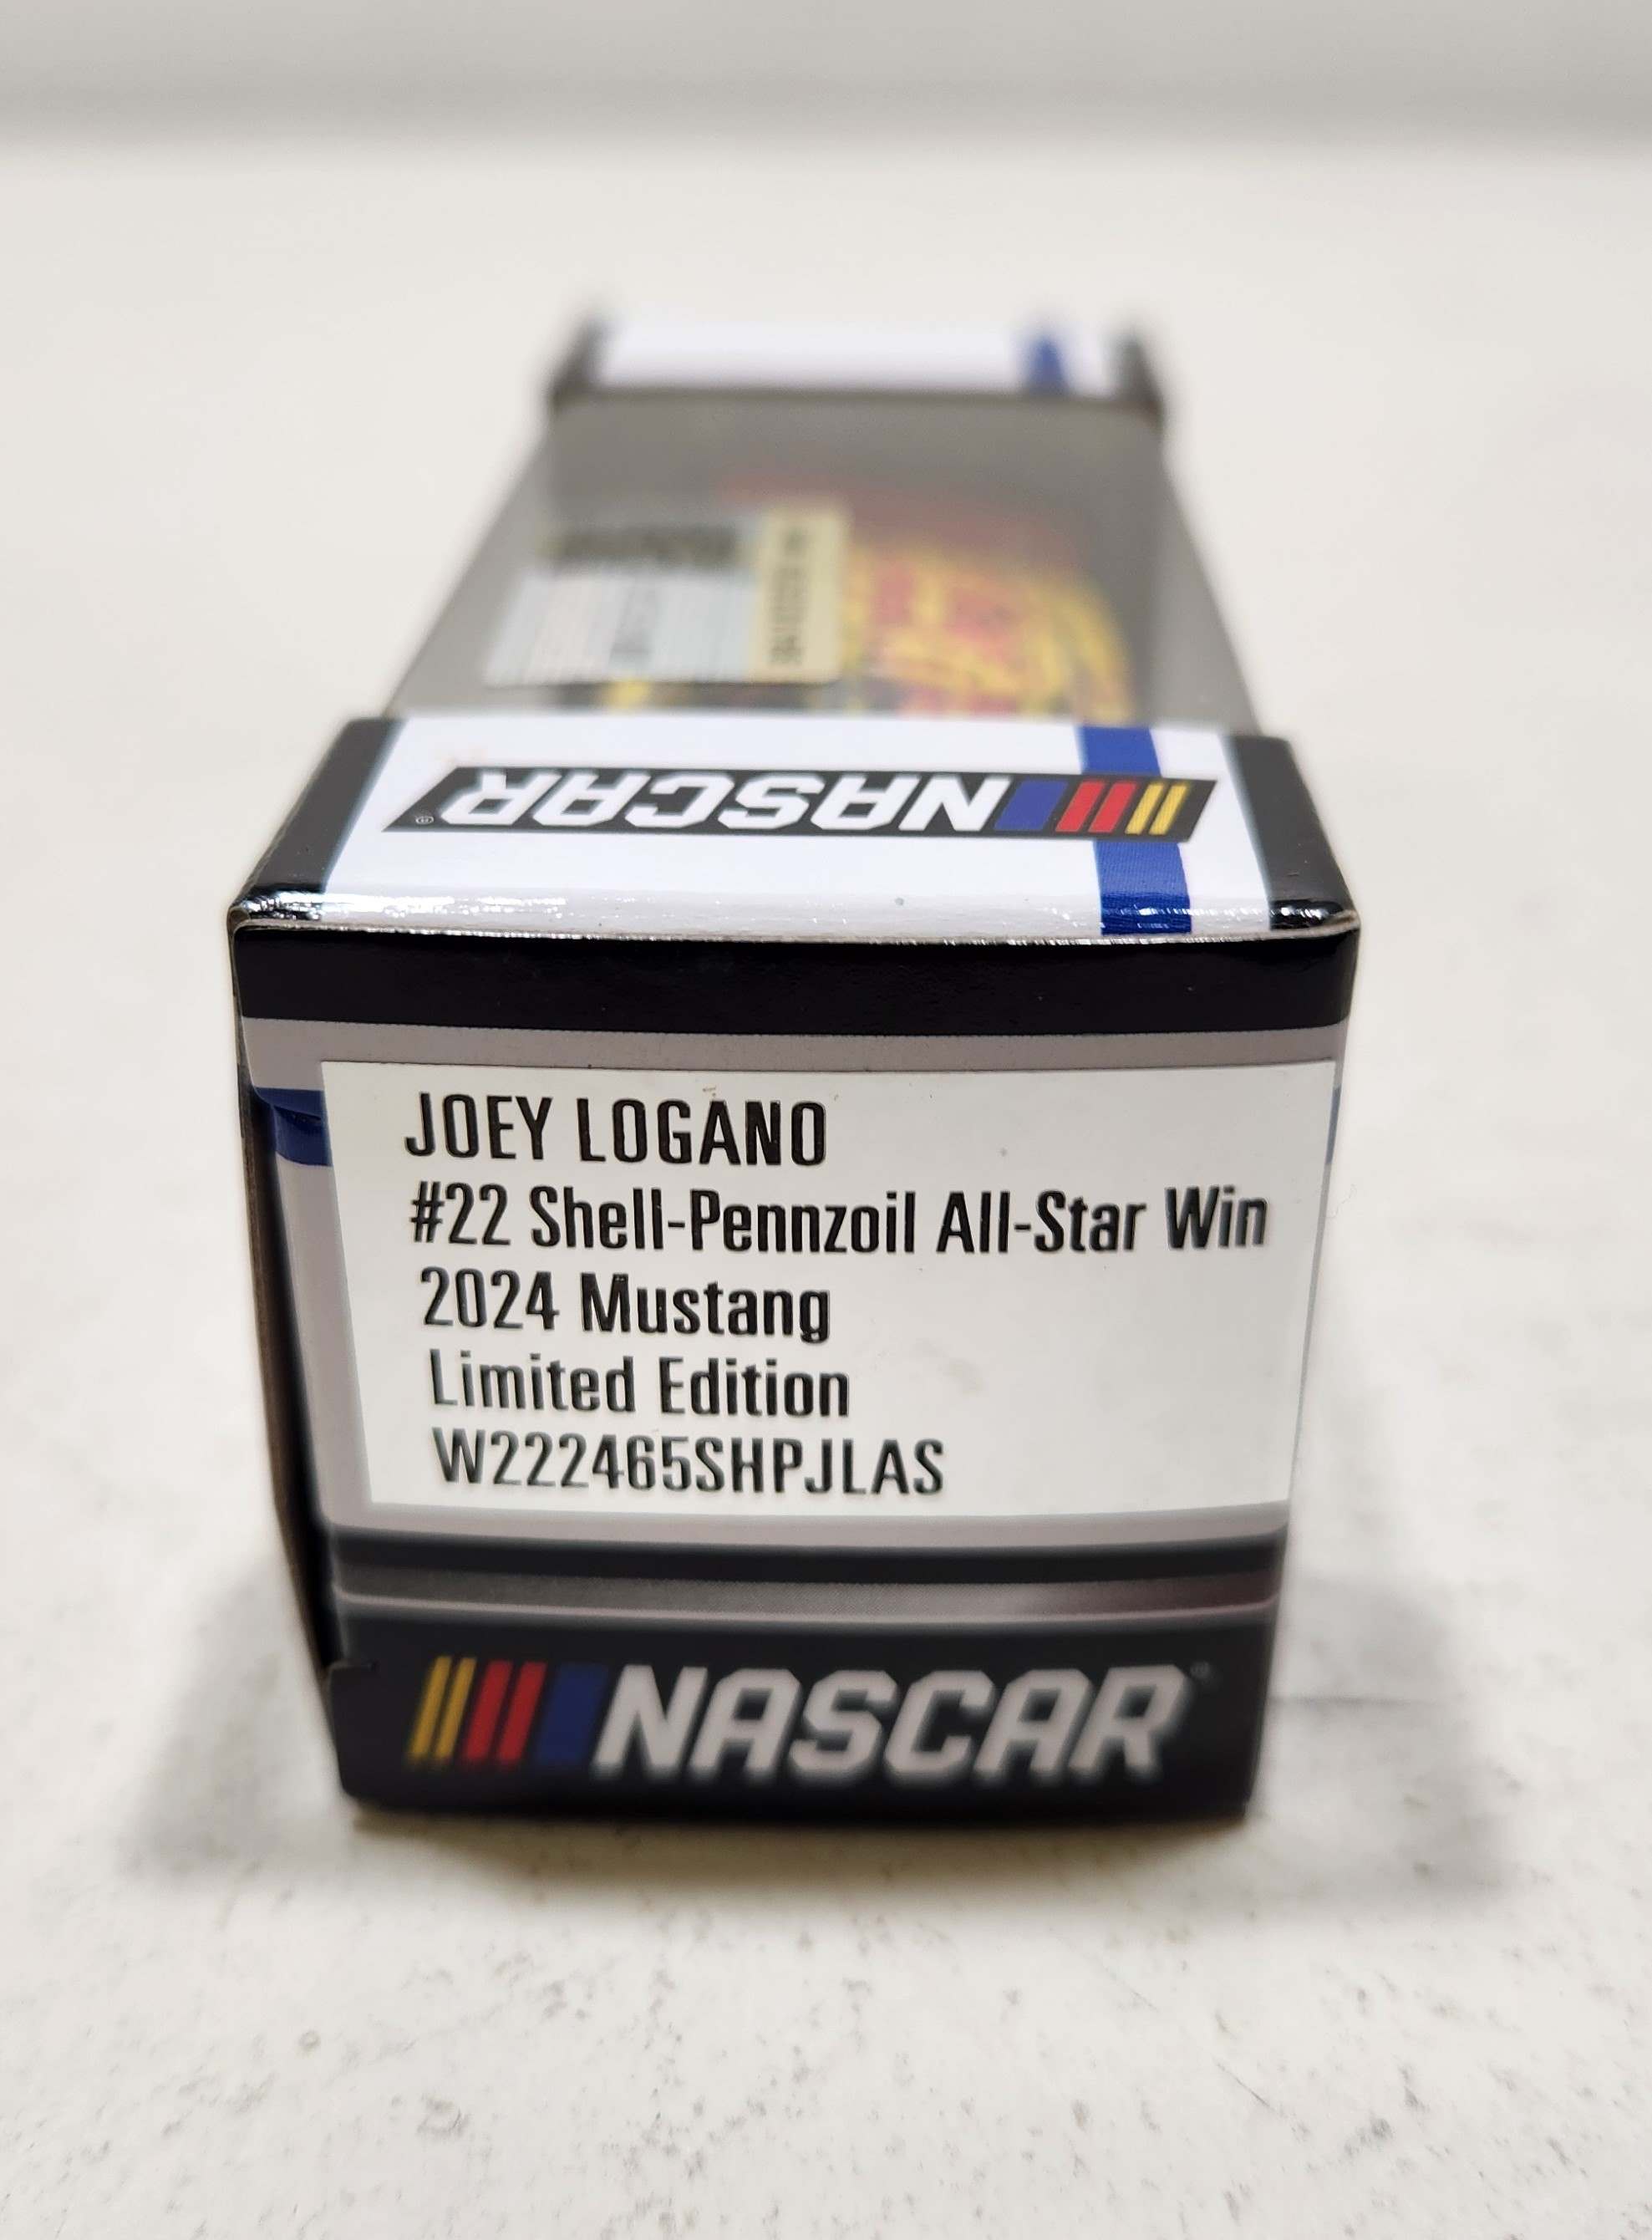 NASCAR
JOEY LOGANO
#22 Shell-Pennzoil All-Star Win
2024 Mustang
Limited Edition
W222465SHPJLAS
NASCAR